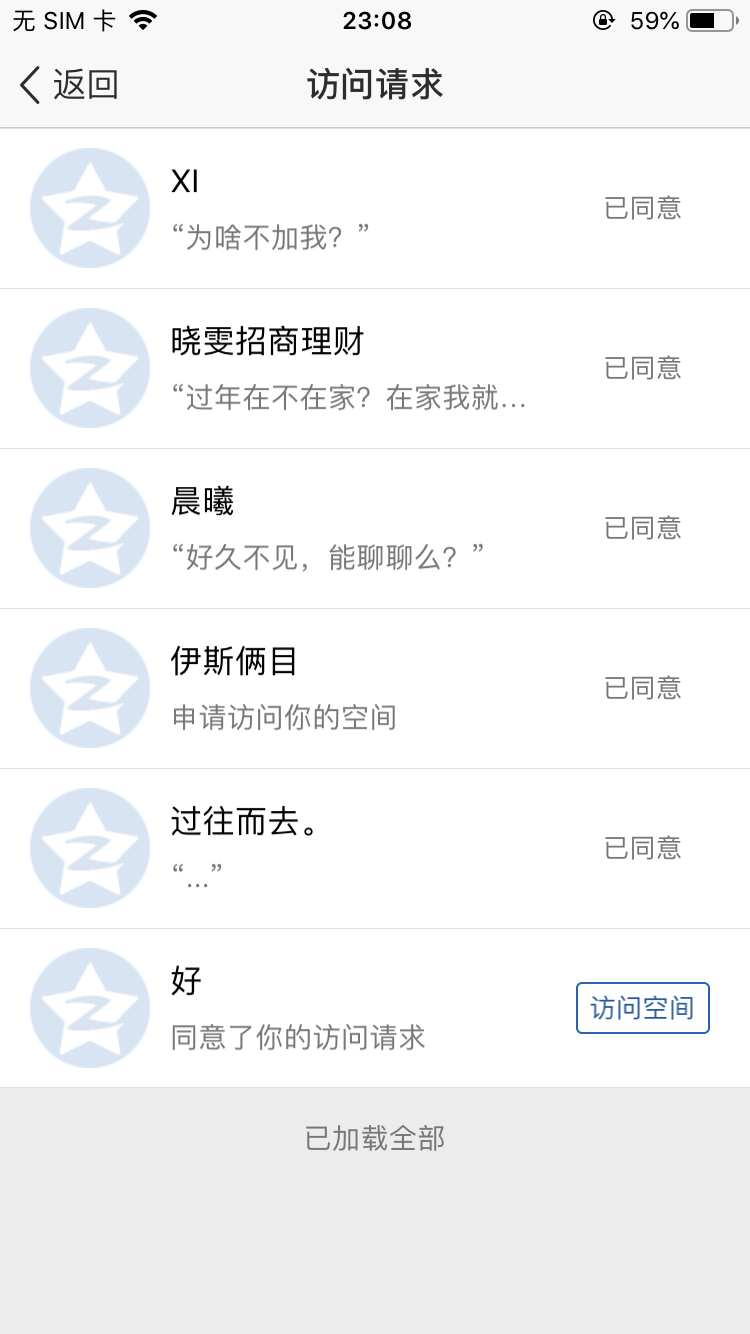 无 SIM 卡 23:08 59%
返回 访问请求
XI
“为啥不加我？”
已同意
晓雯招商理财
“过年在不在家？在家我就...
已同意
晨曦
“好久不见，能聊聊么？”
已同意
伊斯俩目
申请访问你的空间
已同意
过往而去。
“...”
已同意
好
同意了你的访问请求
访问空间
已加载全部